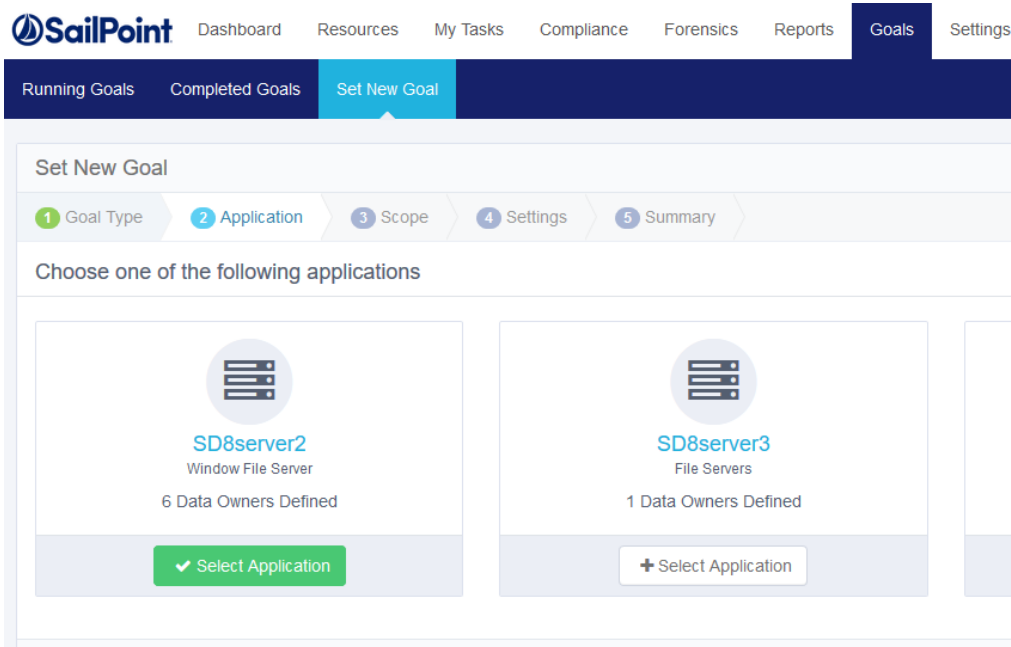 SailPoint Dashboard Resources My Tasks Compliance Forensics Reports Goals Settings
Running Goals Completed Goals Set New Goal
Set New Goal
1 Goal Type 2 Application 3 Scope 4 Settings 5 Summary
Choose one of the following applications
SD8server2
Window File Server
6 Data Owners Defined
Select Application
SD8server3
File Servers
1 Data Owners Defined
Select Application